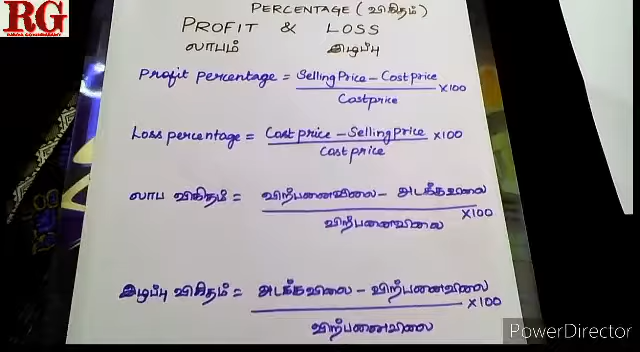 RG
PERCENTAGE (விகிதம்)
PROFIT & LOSS
லாபம் இழப்பு
Profit percentage = Selling Price - Cost price / Cost price ×100
Loss percentage = Cost price - Selling price / Cost price ×100
லாப விகிதம் = விற்பனைவிலை - அடக்கவிலை / விற்பனைவிலை ×100
இழப்பு விகிதம் = அடக்கவிலை - விற்பனைவிலை / விற்பனைவிலை ×100
PowerDirector